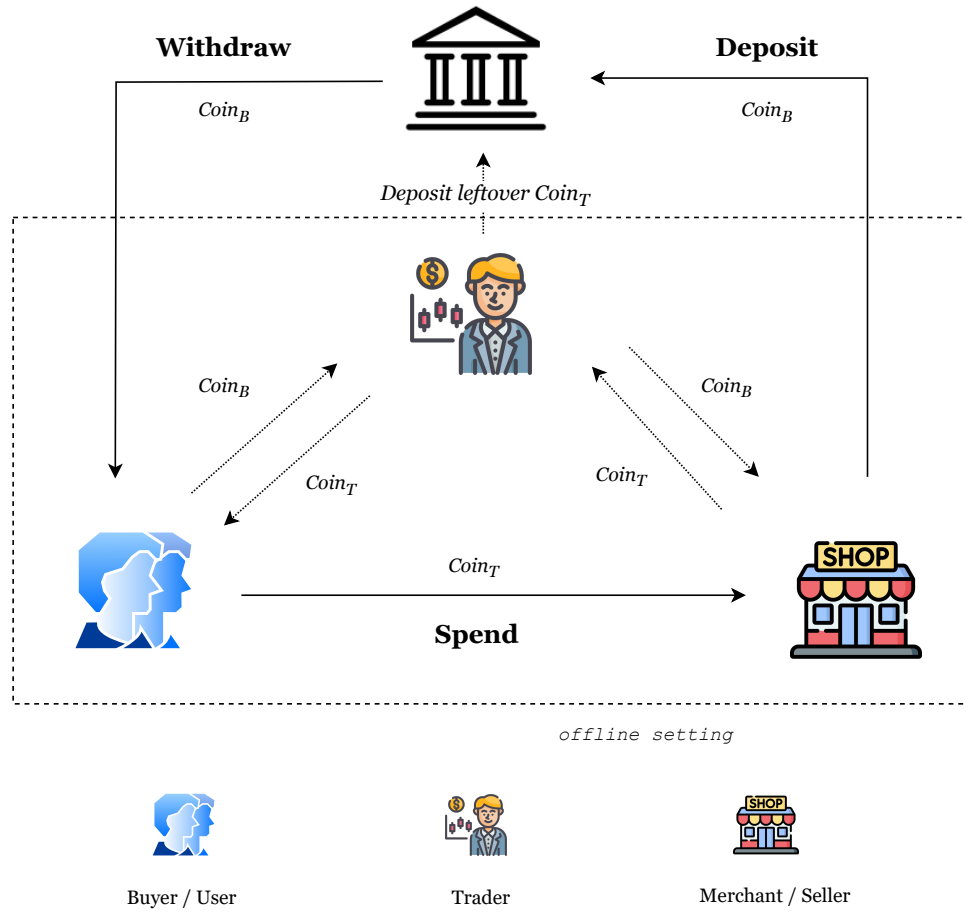 Withdraw
Deposit
Coin_B
Coin_B
Deposit leftover Coin_T
$
Coin_B
Coin_B
Coin_T
Coin_T
SHOP
Coin_T
Spend
offline setting
$
SHOP
Buyer / User
Trader
Merchant / Seller